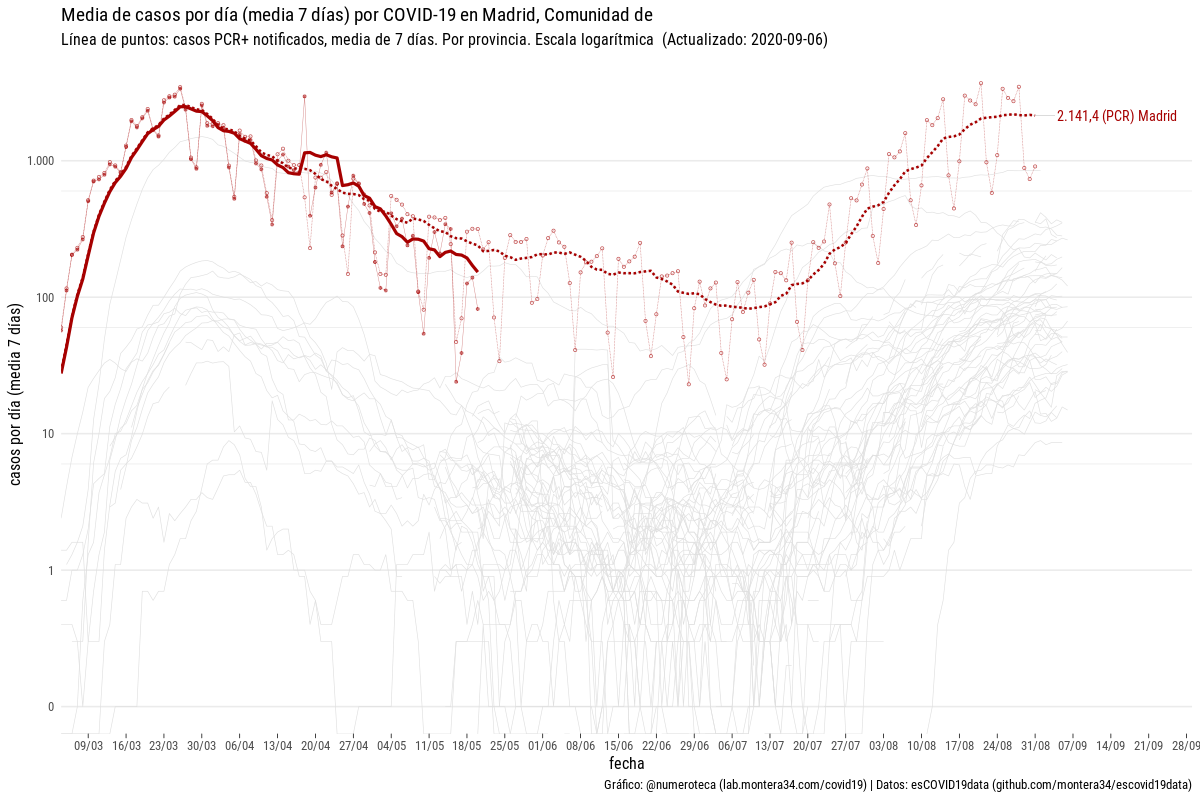 Media de casos por día (media 7 días) por COVID-19 en Madrid, Comunidad de
Línea de puntos: casos PCR+ notificados, media de 7 días. Por provincia. Escala logarítmica (Actualizado: 2020-09-06)
casos por día (media 7 días)
1.000
100
10
1
0
2.141,4 (PCR) Madrid
09/03 16/03 23/03 30/03 06/04 13/04 20/04 27/04 04/05 11/05 18/05 25/05 01/06 08/06 15/06 22/06 29/06 06/07 13/07 20/07 27/07 03/08 10/08 17/08 24/08 31/08 07/09 14/09 21/09 28/09
fecha
Gráfico: @numeroteca (lab.montera34.com/covid19) | Datos: esCOVID19data (github.com/montera34/escovid19data)